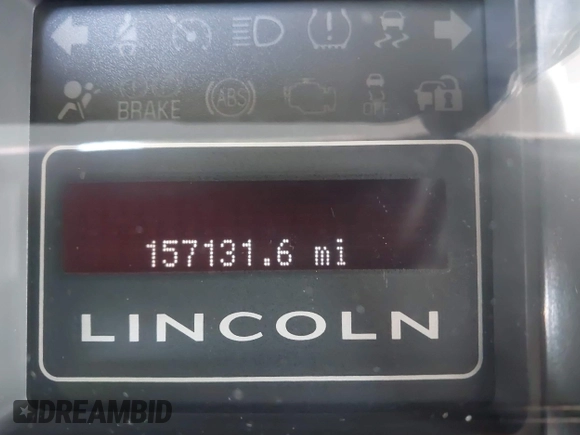 BRAKE
ABS
OFF
157131.6 mi
LINCOLN
DREAMBID